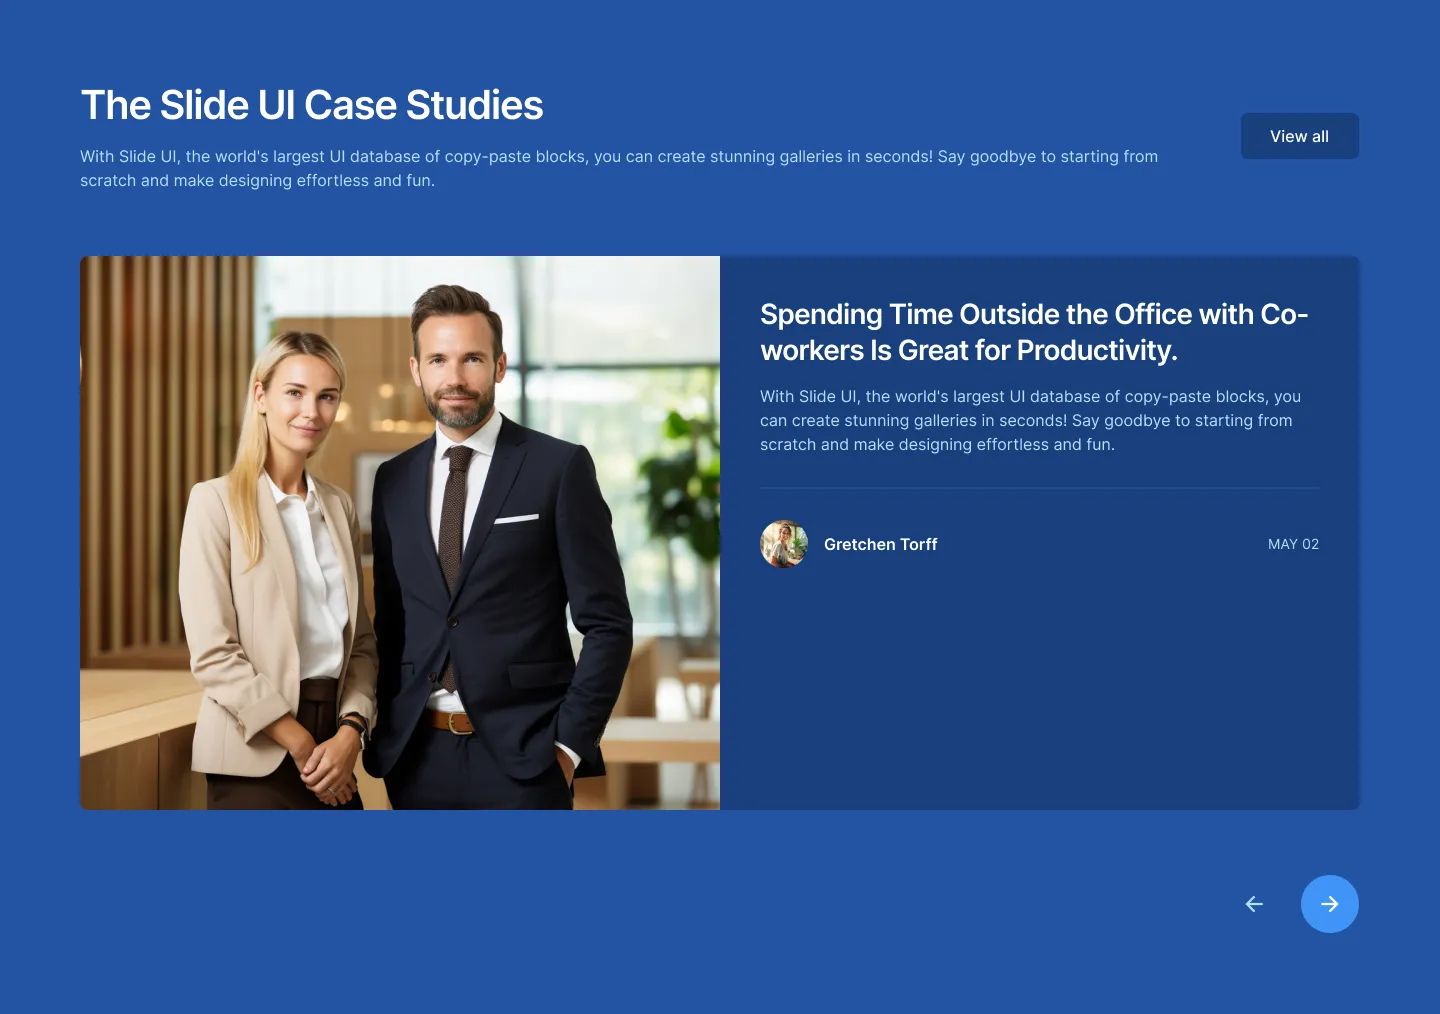 The Slide UI Case Studies
View all
With Slide UI, the world's largest UI database of copy-paste blocks, you can create stunning galleries in seconds! Say goodbye to starting from
scratch and make designing effortless and fun.
Spending Time Outside the Office with Co-
workers Is Great for Productivity.
With Slide UI, the world's largest UI database of copy-paste blocks, you
can create stunning galleries in seconds! Say goodbye to starting from
scratch and make designing effortless and fun.
Gretchen Torff
MAY 02